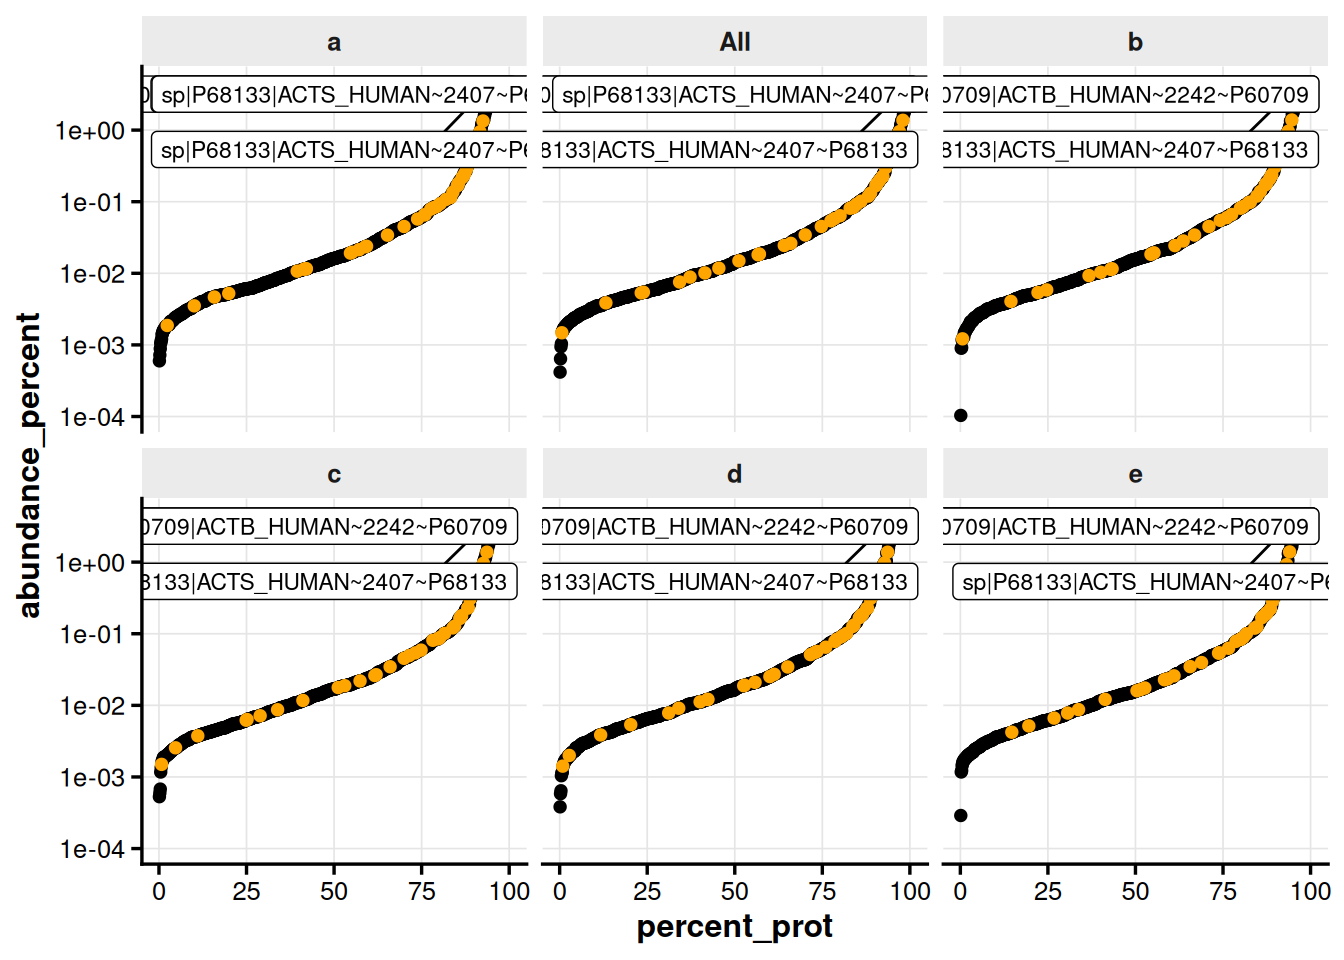 a
All
b
0 sp|P68133|ACTS_HUMAN~2407~P6
0 sp|P68133|ACTS_HUMAN~2407~P6
0709|ACTB_HUMAN~2242~P60709
sp|P68133|ACTS_HUMAN~2407~P6
8133|ACTS_HUMAN~2407~P68133
8133|ACTS_HUMAN~2407~P68133
1e+00
1e-01
1e-02
1e-03
1e-04
c
d
e
0709|ACTB_HUMAN~2242~P60709
0709|ACTB_HUMAN~2242~P60709
0709|ACTB_HUMAN~2242~P60709
8133|ACTS_HUMAN~2407~P68133
8133|ACTS_HUMAN~2407~P68133
sp|P68133|ACTS_HUMAN~2407~P6
1e+00
1e-01
1e-02
1e-03
1e-04
0 25 50 75 100
0 25 50 75 100
0 25 50 75 100
percent_prot
abundance_percent